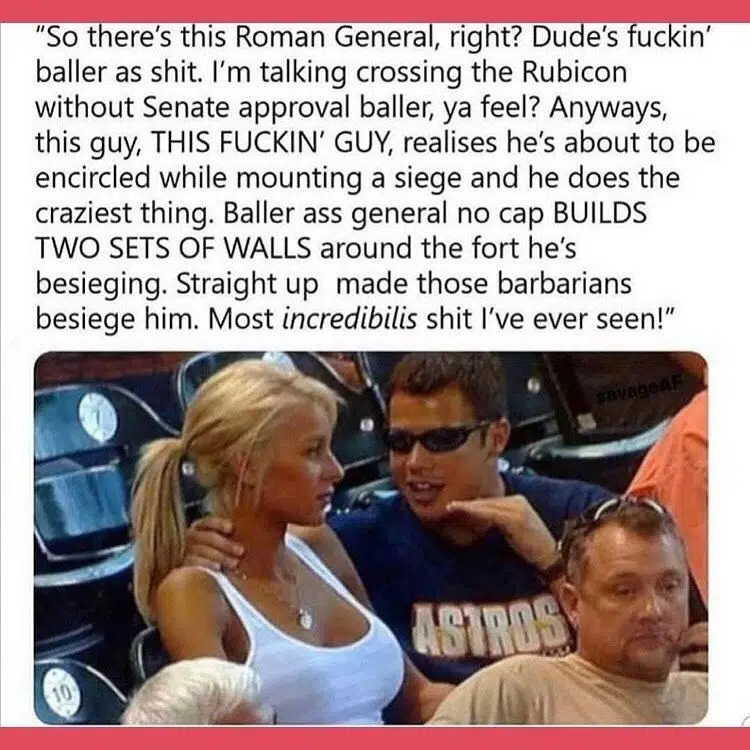 "So there's this Roman General, right? Dude's fuckin'
baller as shit. I'm talking crossing the Rubicon
without Senate approval baller, ya feel? Anyways,
this guy, THIS FUCKIN' GUY, realises he's about to be
encircled while mounting a siege and he does the
craziest thing. Baller ass general no cap BUILDS
TWO SETS OF WALLS around the fort he's
besieging. Straight up  made those barbarians
besiege him. Most incredibilis shit I've ever seen!"
savageAF
ASTROS
10